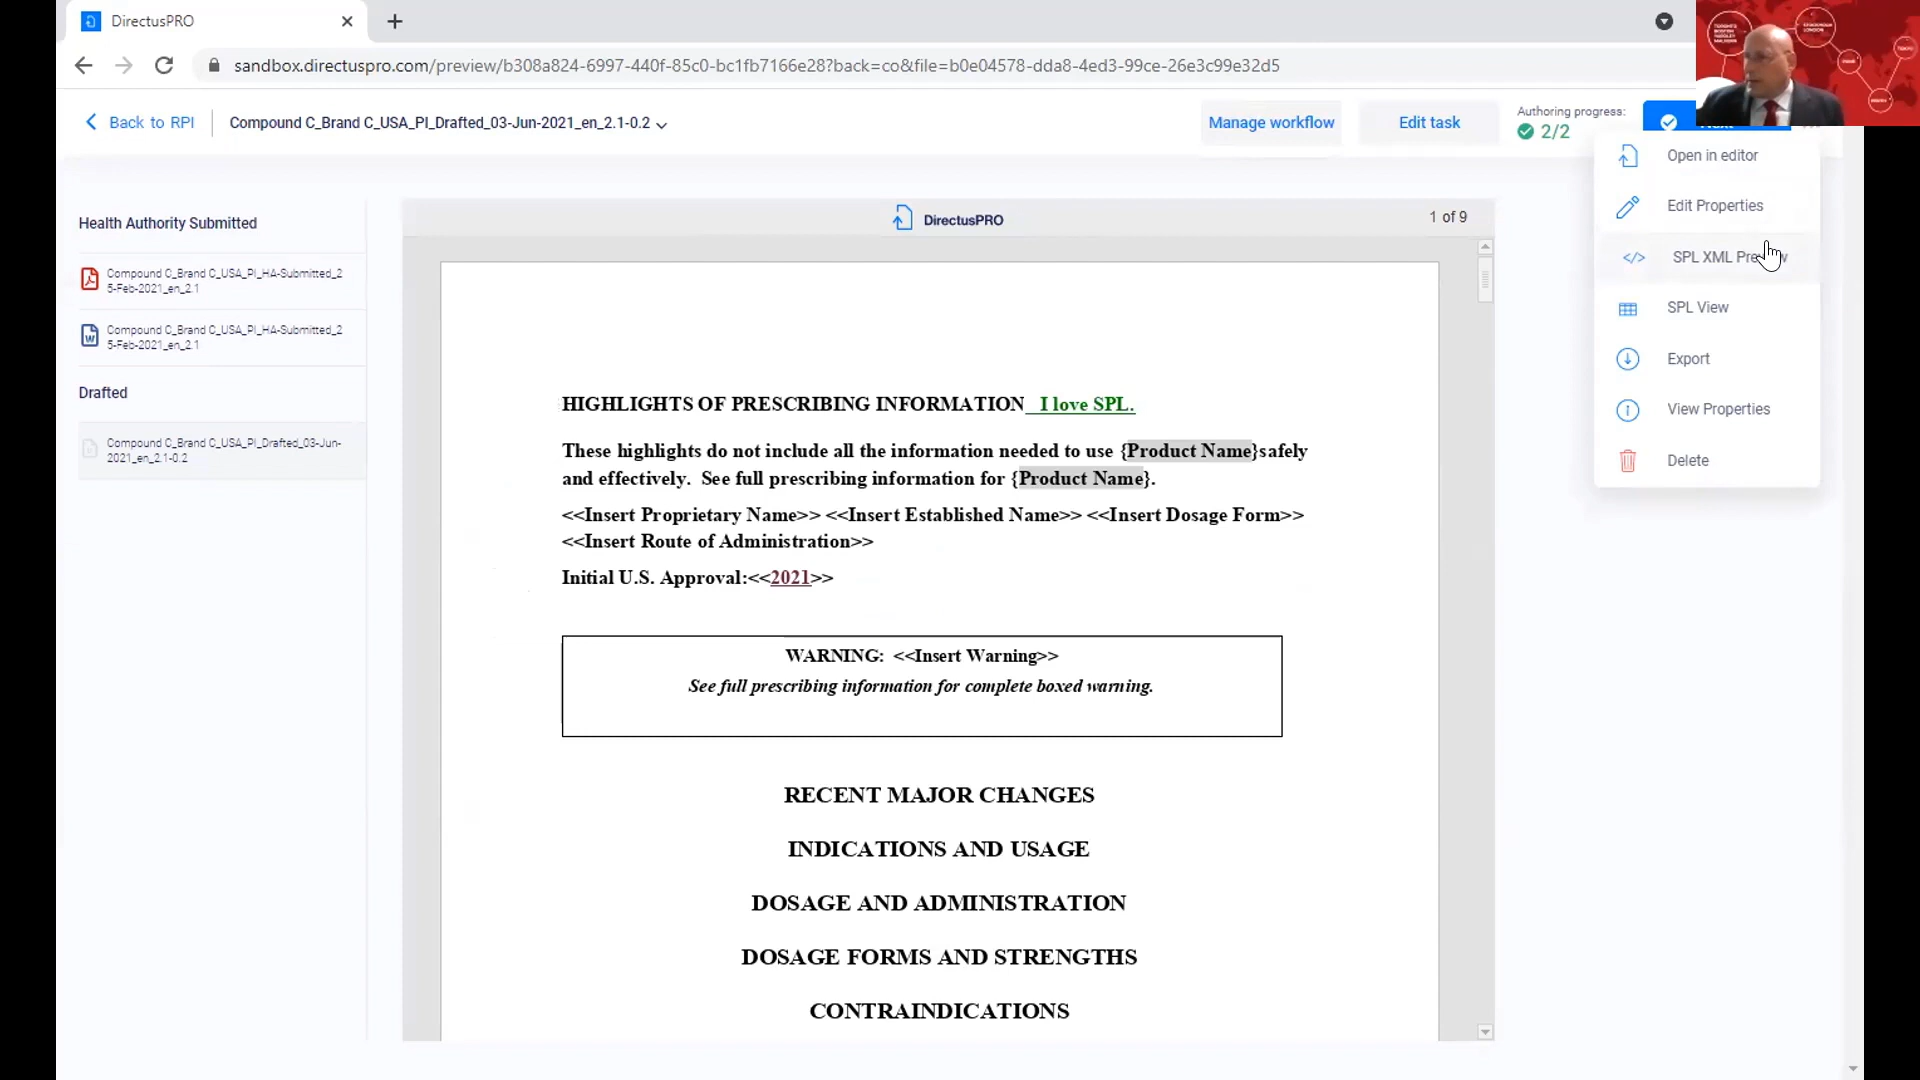 DirectusPRO
sandbox.directuspro.com/preview/b308a824-6997-440f-85c0-bc1fb7166e28?back=co&file=b0e04578-dda8-4ed3-99ce-26e3c99e32d5
Back to RPI
Compound C_Brand C_USA_PI_Drafted_03-Jun-2021_en_2.1-0.2
Manage workflow
Edit task
Authoring progress:
2/2
Health Authority Submitted
Compound C_Brand C_USA_PI_HA-Submitted_2
5-Feb-2021_en_2.1
Compound C_Brand C_USA_PI_HA-Submitted_2
5-Feb-2021_en_2.1
Drafted
Compound C_Brand C_USA_PI_Drafted_03-Jun-
2021_en_2.1-0.2
DirectusPRO
1 of 9
HIGHLIGHTS OF PRESCRIBING INFORMATION I love SPL.
These highlights do not include all the information needed to use {Product Name}safely
and effectively. See full prescribing information for {Product Name}.
<<Insert Proprietary Name>> <<Insert Established Name>> <<Insert Dosage Form>>
<<Insert Route of Administration>>
Initial U.S. Approval:<<2021>>
WARNING: <<Insert Warning>>
See full prescribing information for complete boxed warning.
RECENT MAJOR CHANGES
INDICATIONS AND USAGE
DOSAGE AND ADMINISTRATION
DOSAGE FORMS AND STRENGTHS
CONTRAINDICATIONS
Open in editor
Edit Properties
SPL XML
SPL View
Export
View Properties
Delete